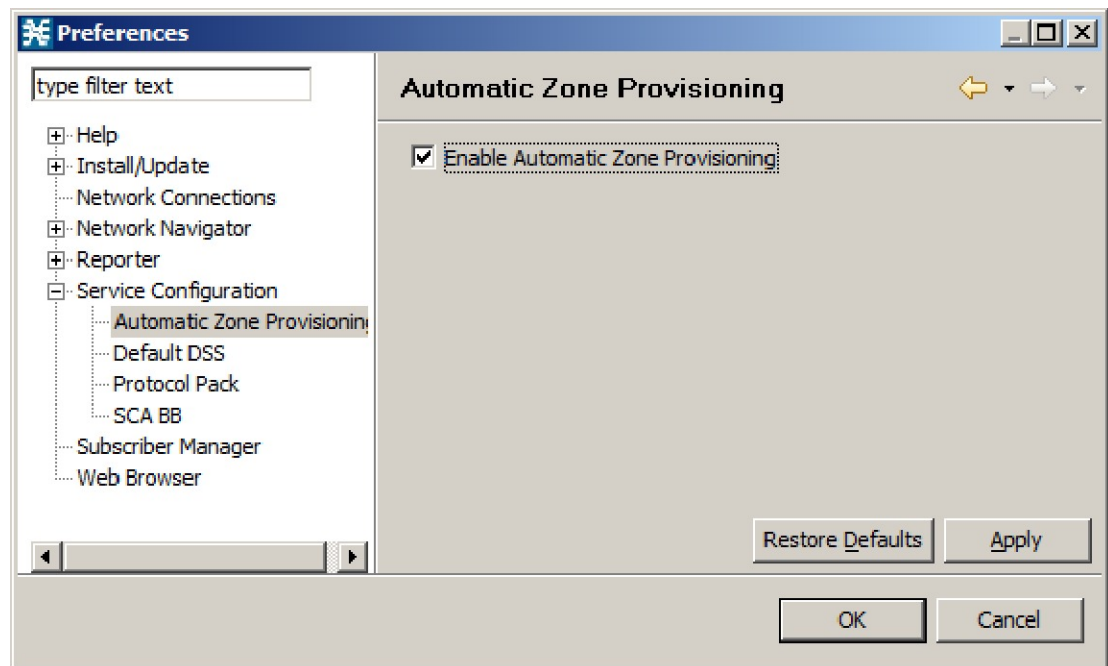 Preferences
type filter text
Help
Install/Update
Network Connections
Network Navigator
Reporter
Service Configuration
Automatic Zone Provisioning
Default DSS
Protocol Pack
SCA BB
Subscriber Manager
Web Browser
Automatic Zone Provisioning
Enable Automatic Zone Provisioning
Restore Defaults
Apply
OK
Cancel